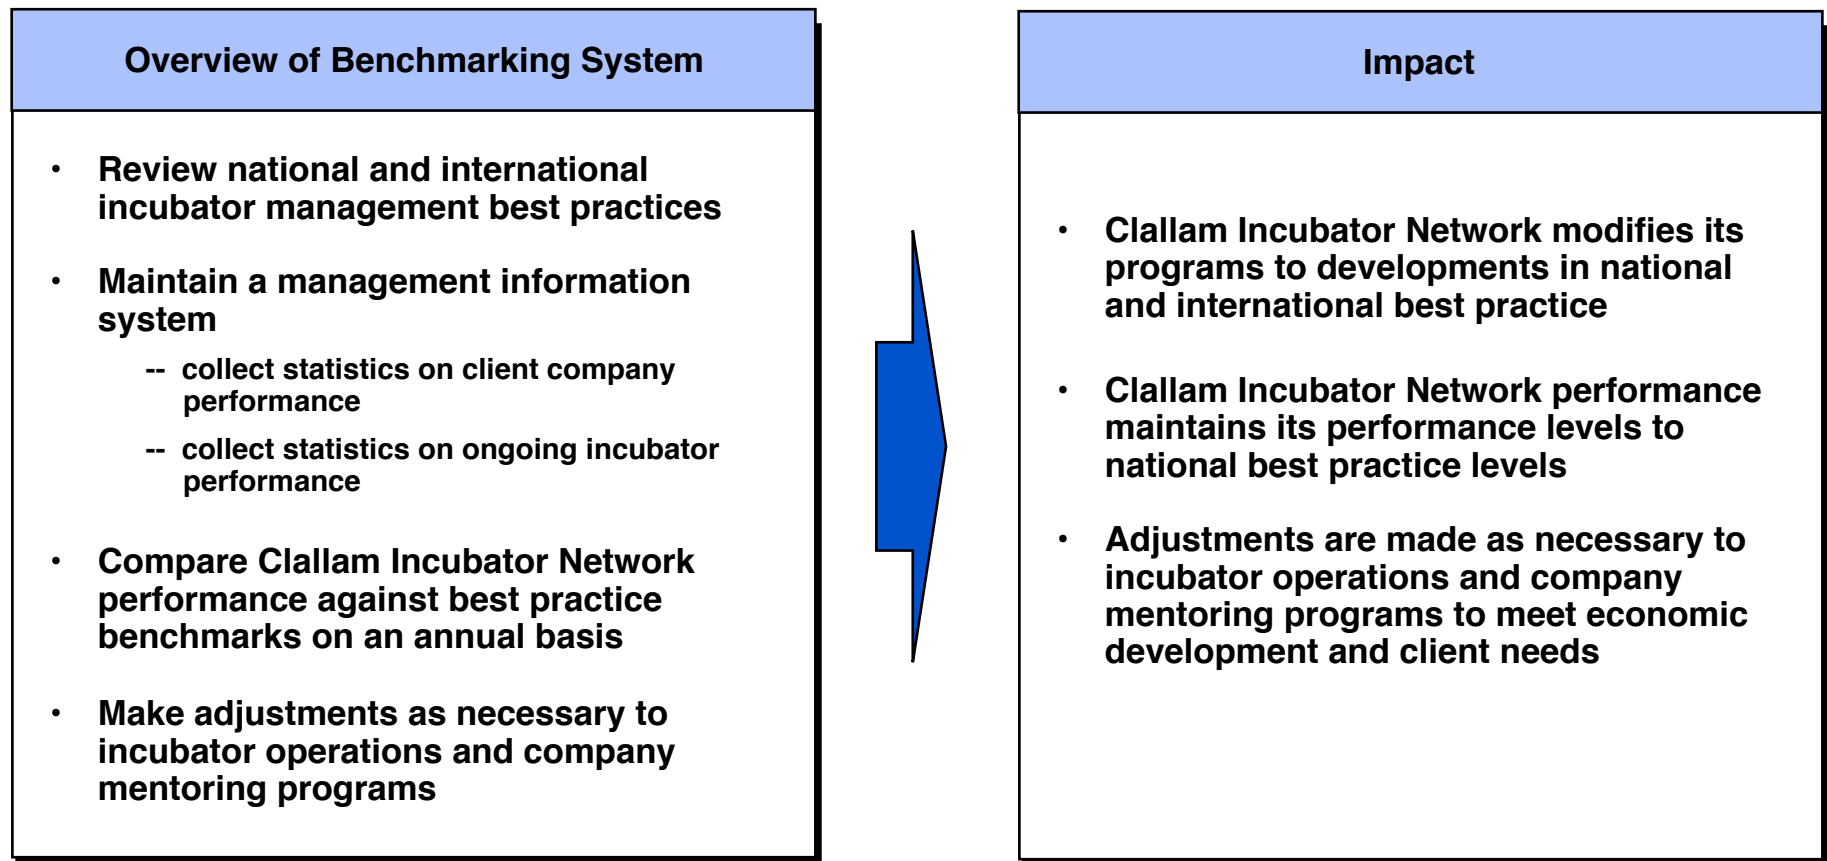 Overview of Benchmarking System
• Review national and international
incubator management best practices
• Maintain a management information
system
-- collect statistics on client company
performance
-- collect statistics on ongoing incubator
performance
• Compare Clallam Incubator Network
performance against best practice
benchmarks on an annual basis
• Make adjustments as necessary to
incubator operations and company
mentoring programs
Impact
• Clallam Incubator Network modifies its
programs to developments in national
and international best practice
• Clallam Incubator Network performance
maintains its performance levels to
national best practice levels
• Adjustments are made as necessary to
incubator operations and company
mentoring programs to meet economic
development and client needs